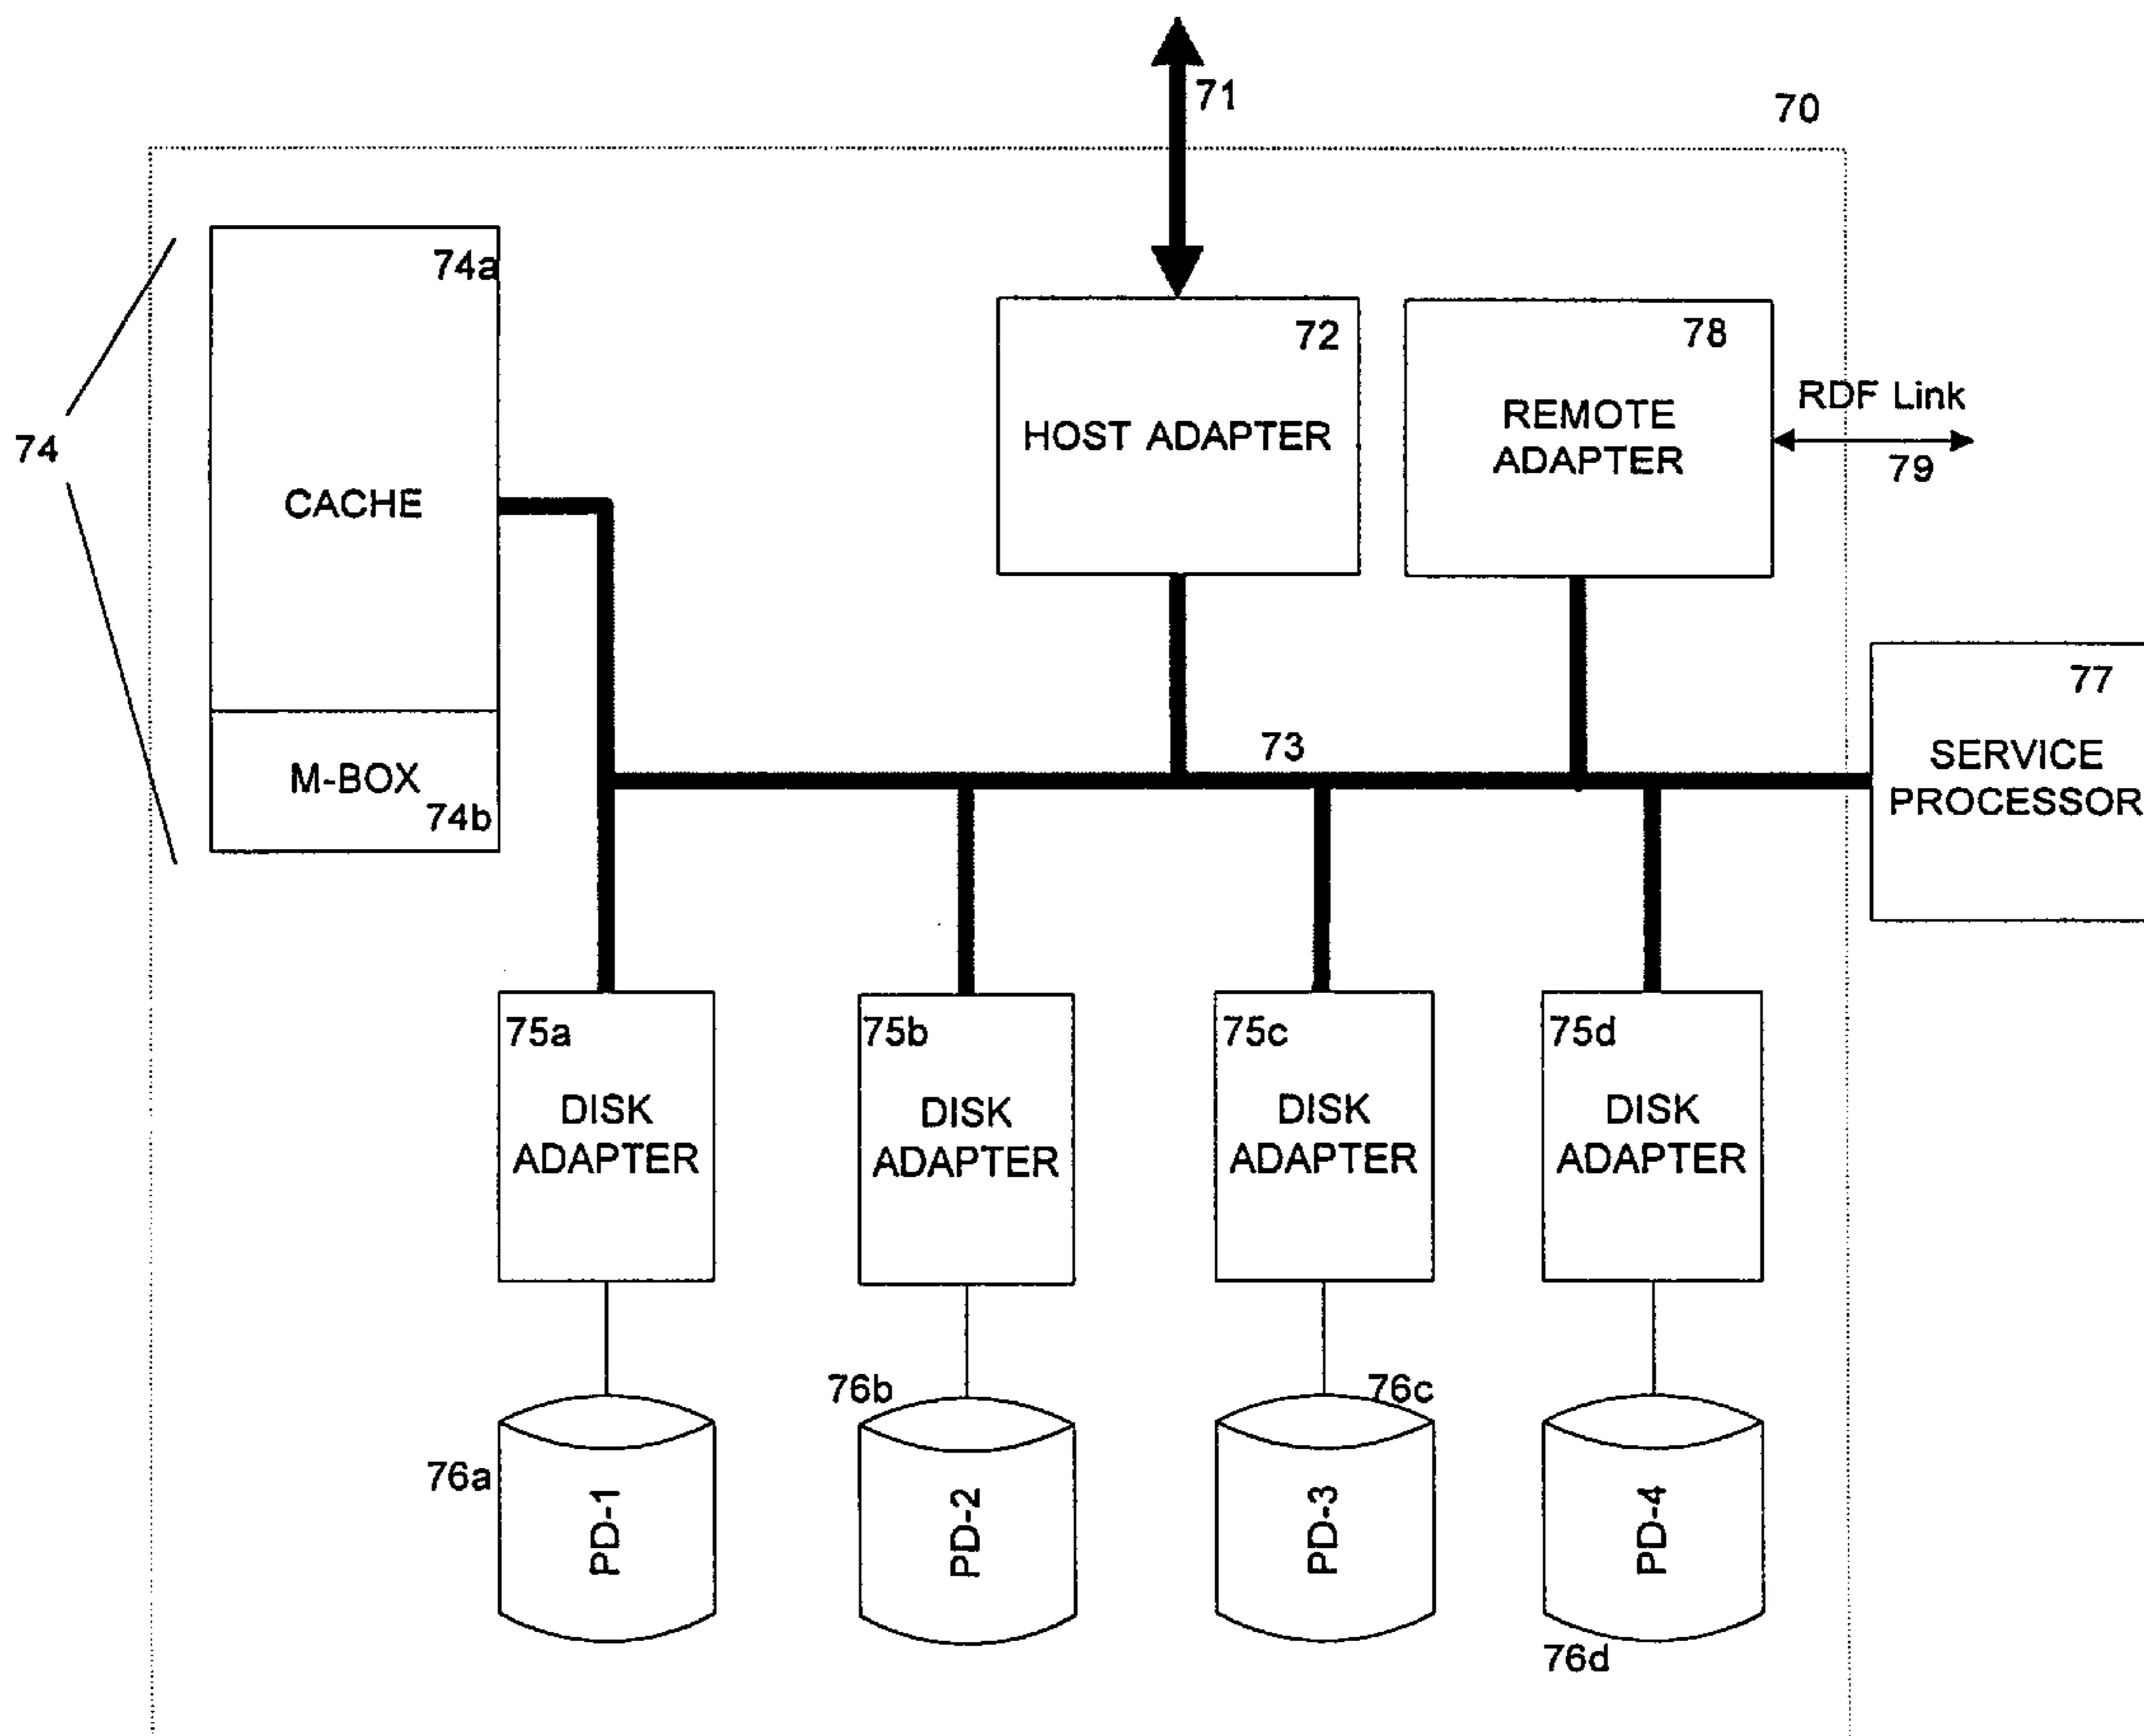 71
70
74a
74
CACHE
M-BOX
74b
72
HOST ADAPTER
78
REMOTE
ADAPTER
RDF Link
79
73
77
SERVICE
PROCESSOR
75a
DISK
ADAPTER
75b
DISK
ADAPTER
75c
DISK
ADAPTER
75d
DISK
ADAPTER
76a
PD-1
76b
PD-2
76c
PD-3
PD-4
76d